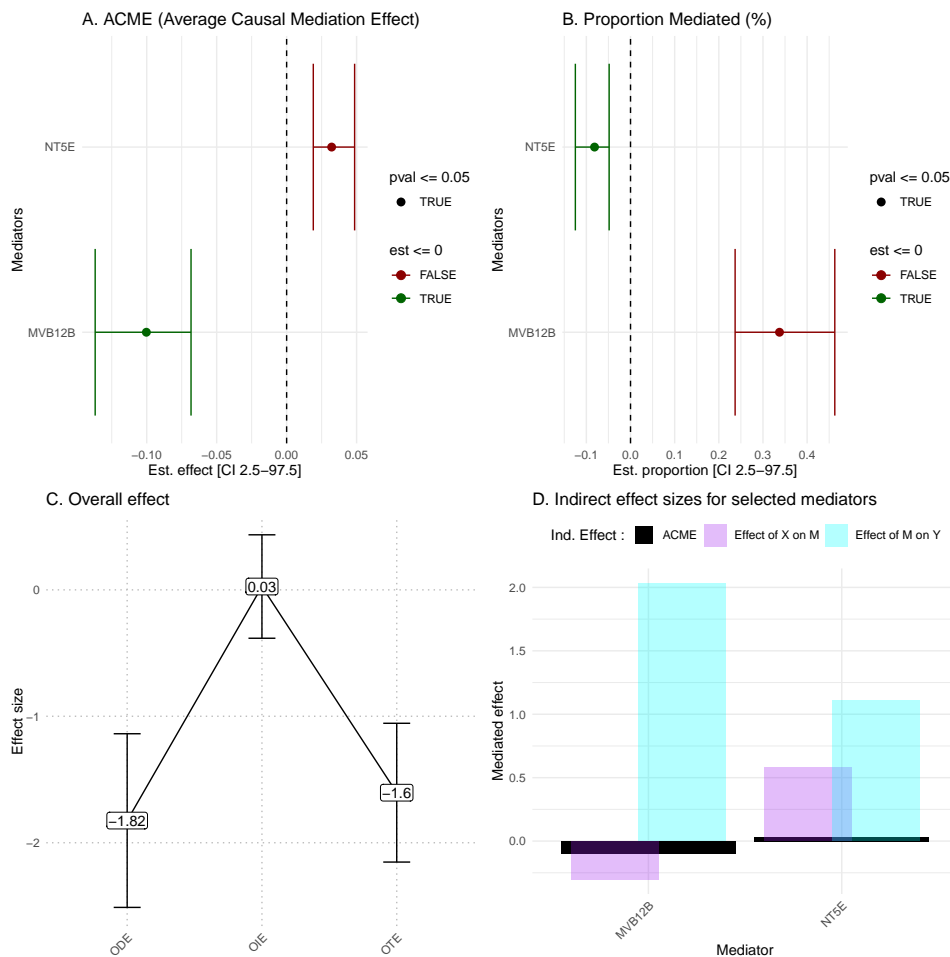 A. ACME (Average Causal Mediation Effect)
Mediators
NT5E
MVB12B
−0.10
−0.05
0.00
0.05
Est. effect [CI 2.5−97.5]
pval <= 0.05
TRUE
est <= 0
FALSE
TRUE
B. Proportion Mediated (%)
Mediators
NT5E
MVB12B
−0.1
0.0
0.1
0.2
0.3
0.4
Est. proportion [CI 2.5−97.5]
pval <= 0.05
TRUE
est <= 0
FALSE
TRUE
C. Overall effect
Effect size
0
−1
−2
−1.82
0.03
−1.6
ODE
OIE
OTE
D. Indirect effect sizes for selected mediators
Ind. Effect : ACME Effect of X on M Effect of M on Y
Mediated effect
2.0
1.5
1.0
0.5
0.0
MVB12B
NT5E
Mediator